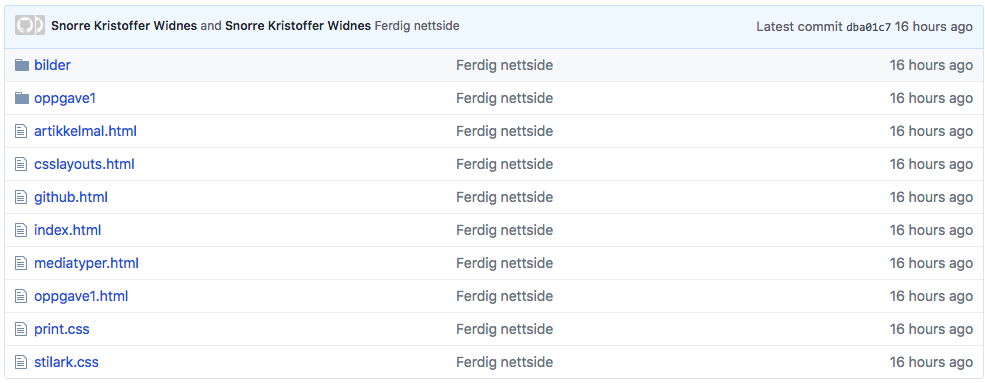 Snorre Kristoffer Widnes and Snorre Kristoffer Widnes Ferdig nettside Latest commit dba01c7 16 hours ago
bilder Ferdig nettside 16 hours ago
oppgave1 Ferdig nettside 16 hours ago
artikkelmal.html Ferdig nettside 16 hours ago
csslayouts.html Ferdig nettside 16 hours ago
github.html Ferdig nettside 16 hours ago
index.html Ferdig nettside 16 hours ago
mediatyper.html Ferdig nettside 16 hours ago
oppgave1.html Ferdig nettside 16 hours ago
print.css Ferdig nettside 16 hours ago
stilark.css Ferdig nettside 16 hours ago